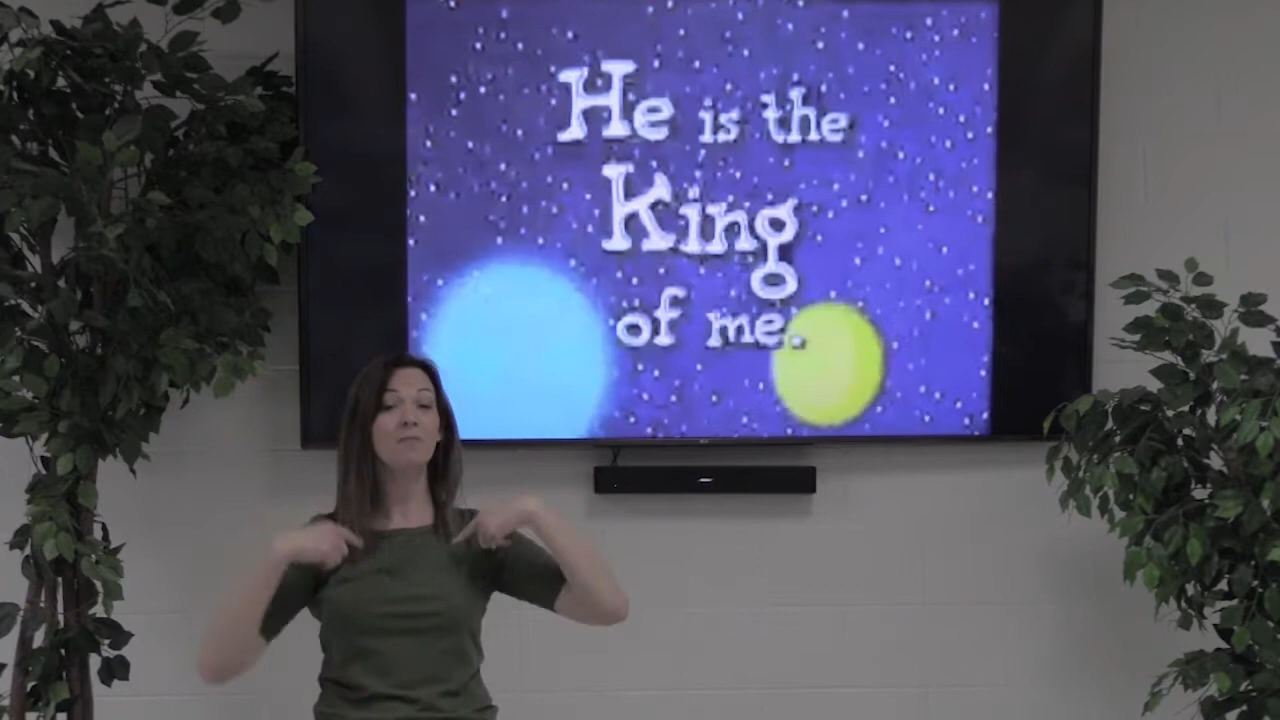 He is the
King
of me.